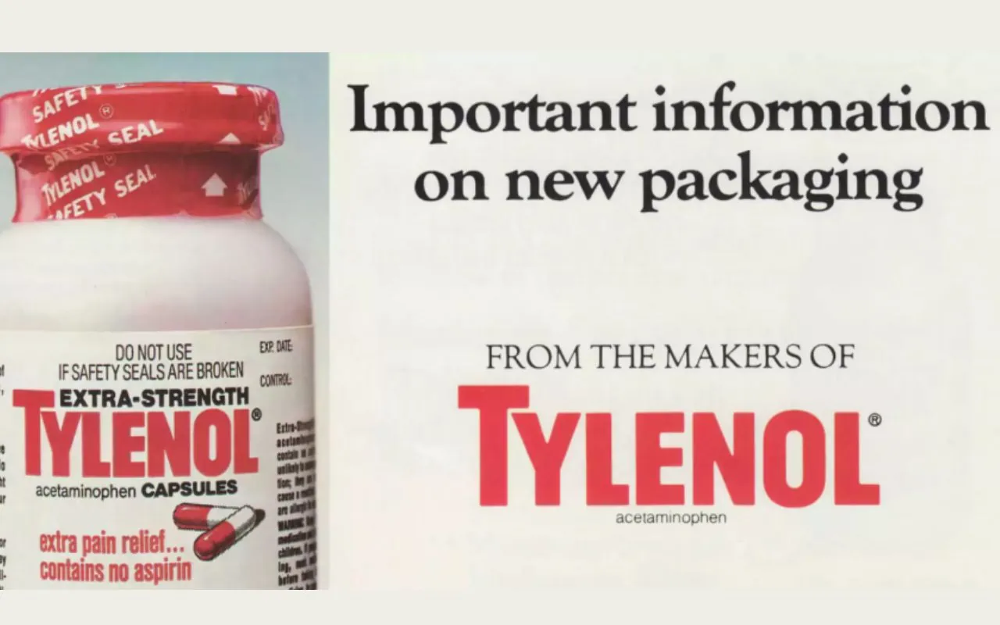 SAFETY S
TYLENOL® SAFETY SEAL
SAFETY
TYLENOL® SAFETY SEAL
SAFETY
DO NOT USE
IF SAFETY SEALS ARE BROKEN
EXP. DATE:
CONTROL:
EXTRA-STRENGTH
TYLENOL®
acetaminophen CAPSULES
extra pain relief...
contains no aspirin
Important information
on new packaging
FROM THE MAKERS OF
TYLENOL®
acetaminophen